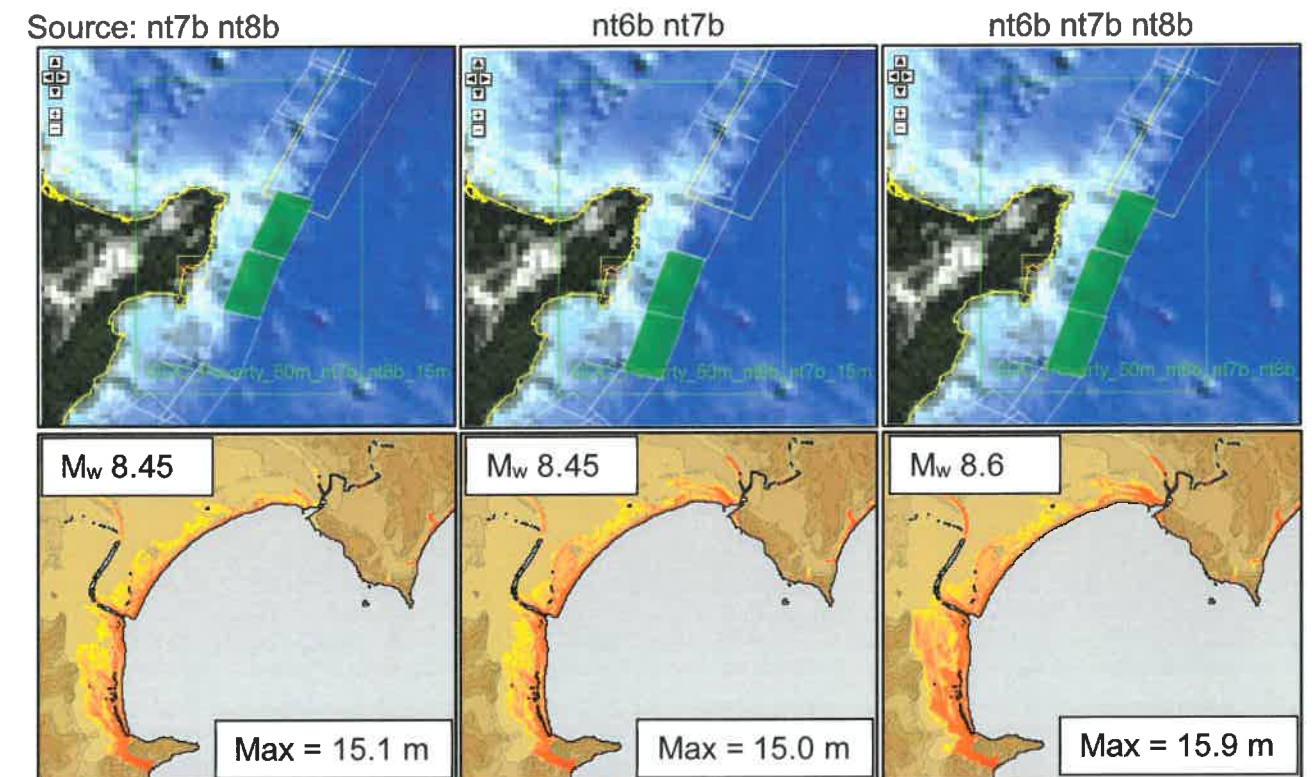 Source: nt7b nt8b
nt6b nt7b
nt6b nt7b nt8b
Mw 8.45
Mw 8.45
Mw 8.6
Max = 15.1 m
Max = 15.0 m
Max = 15.9 m